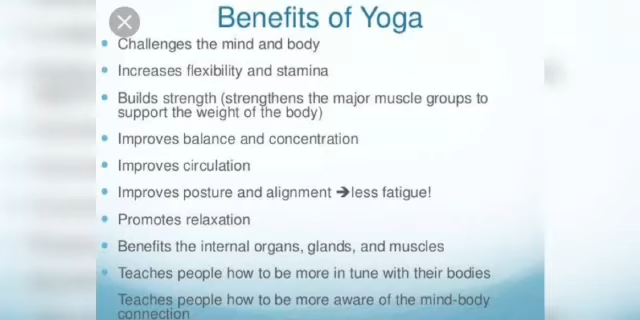 Benefits of Yoga
Challenges the mind and body
Increases flexibility and stamina
Builds strength (strengthens the major muscle groups to
support the weight of the body)
Improves balance and concentration
Improves circulation
Improves posture and alignment ➔less fatigue!
Promotes relaxation
Benefits the internal organs, glands, and muscles
Teaches people how to be more in tune with their bodies
Teaches people how to be more aware of the mind-body
connection